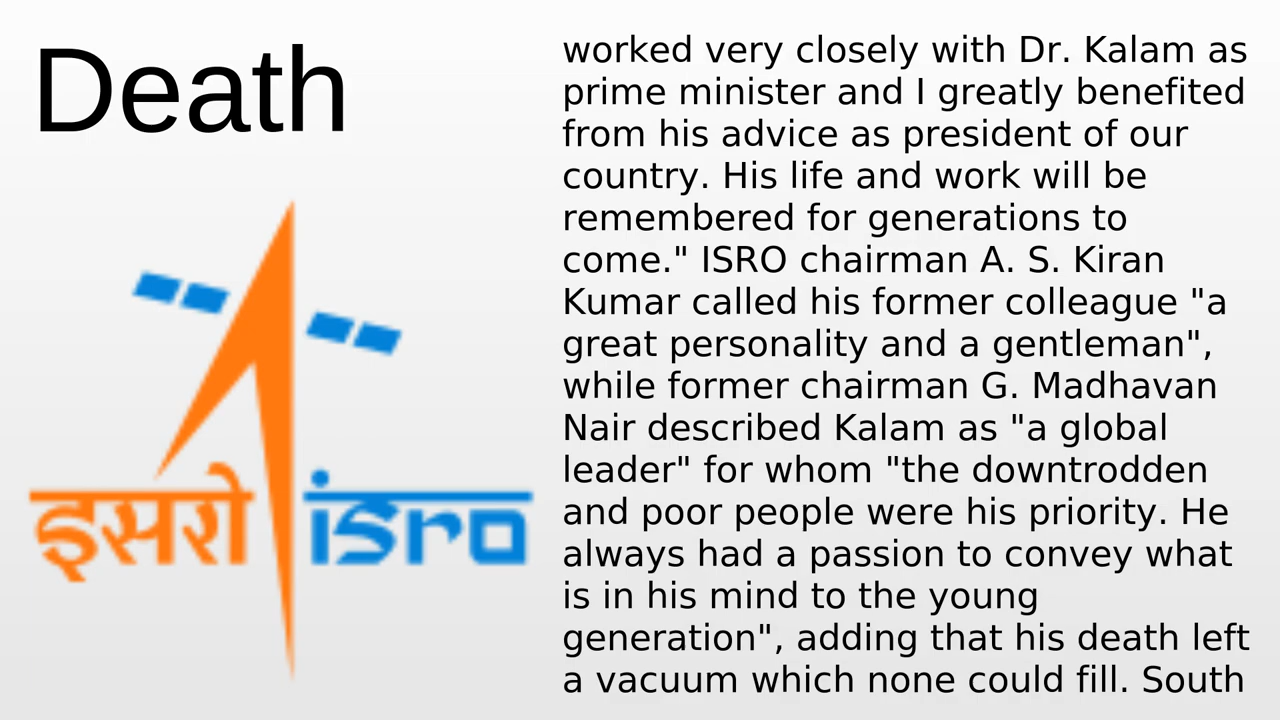 Death
इसरो isro
worked very closely with Dr. Kalam as
prime minister and I greatly benefited
from his advice as president of our
country. His life and work will be
remembered for generations to
come." ISRO chairman A. S. Kiran
Kumar called his former colleague "a
great personality and a gentleman",
while former chairman G. Madhavan
Nair described Kalam as "a global
leader" for whom "the downtrodden
and poor people were his priority. He
always had a passion to convey what
is in his mind to the young
generation", adding that his death left
a vacuum which none could fill. South